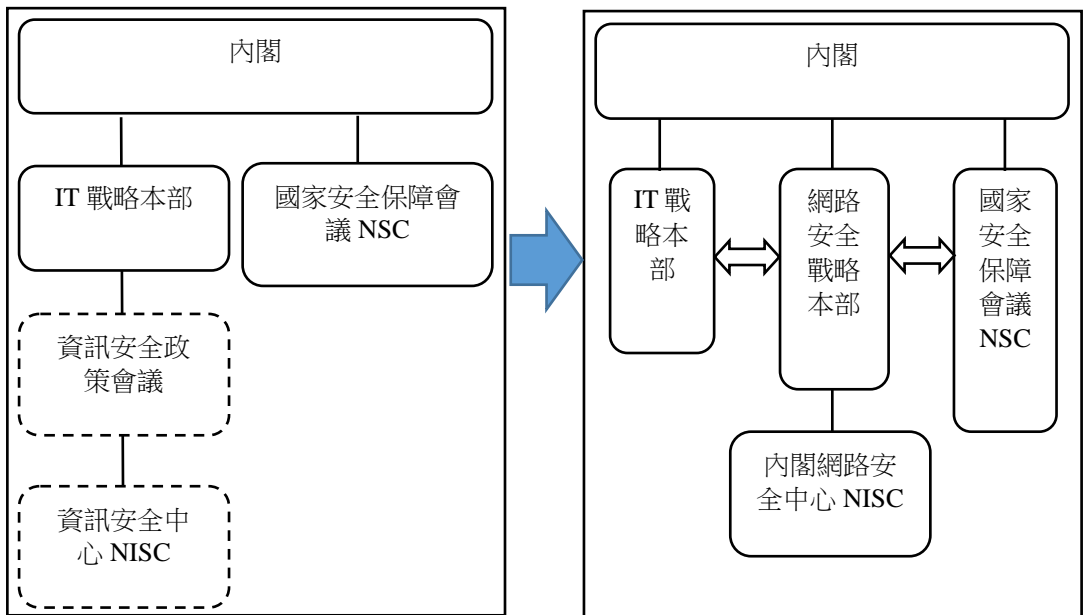 內閣
IT 戰略本部
國家安全保障會
議 NSC
資訊安全政
策會議
資訊安全中
心 NISC
內閣
IT 戰
略本
部
網路
安全
戰略
本部
國家
安全
保障
會議
NSC
內閣網路安
全中心 NISC